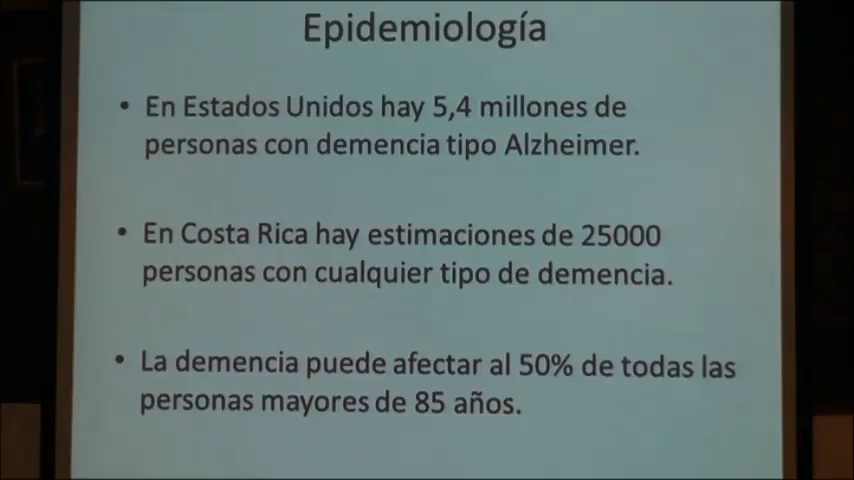 Epidemiología
• En Estados Unidos hay 5,4 millones de
personas con demencia tipo Alzheimer.
• En Costa Rica hay estimaciones de 25000
personas con cualquier tipo de demencia.
• La demencia puede afectar al 50% de todas las
personas mayores de 85 años.